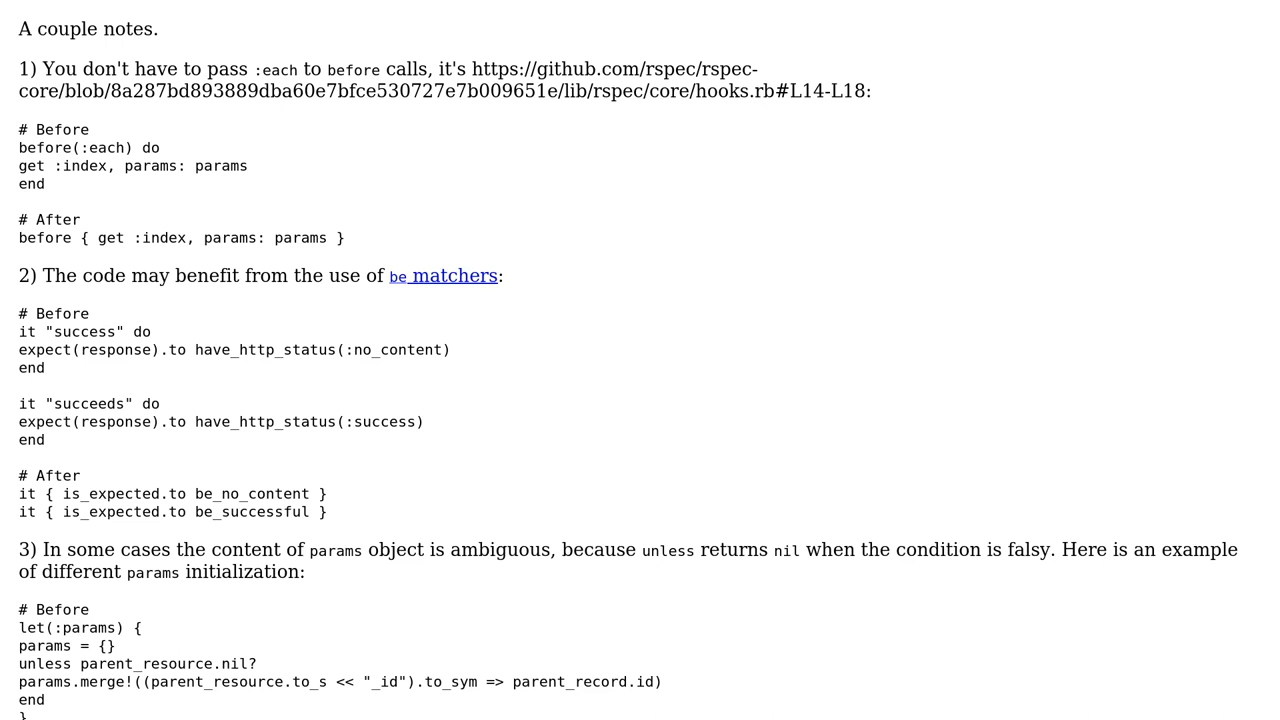 A couple notes.
1) You don't have to pass :each to before calls, it's https://github.com/rspec/rspec-
core/blob/8a287bd893889dba60e7bfce530727e7b009651e/lib/rspec/core/hooks.rb#L14-L18:
# Before
before(:each) do
get :index, params: params
end
# After
before { get :index, params: params }
2) The code may benefit from the use of be matchers:
# Before
it "success" do
expect(response).to have_http_status(:no_content)
end
it "succeeds" do
expect(response).to have_http_status(:success)
end
# After
it { is_expected.to be_no_content }
it { is_expected.to be_successful }
3) In some cases the content of params object is ambiguous, because unless returns nil when the condition is falsy. Here is an example
of different params initialization:
# Before
let(:params) {
params = {}
unless parent_resource.nil?
params.merge!((parent_resource.to_s << "_id").to_sym => parent_record.id)
end
}